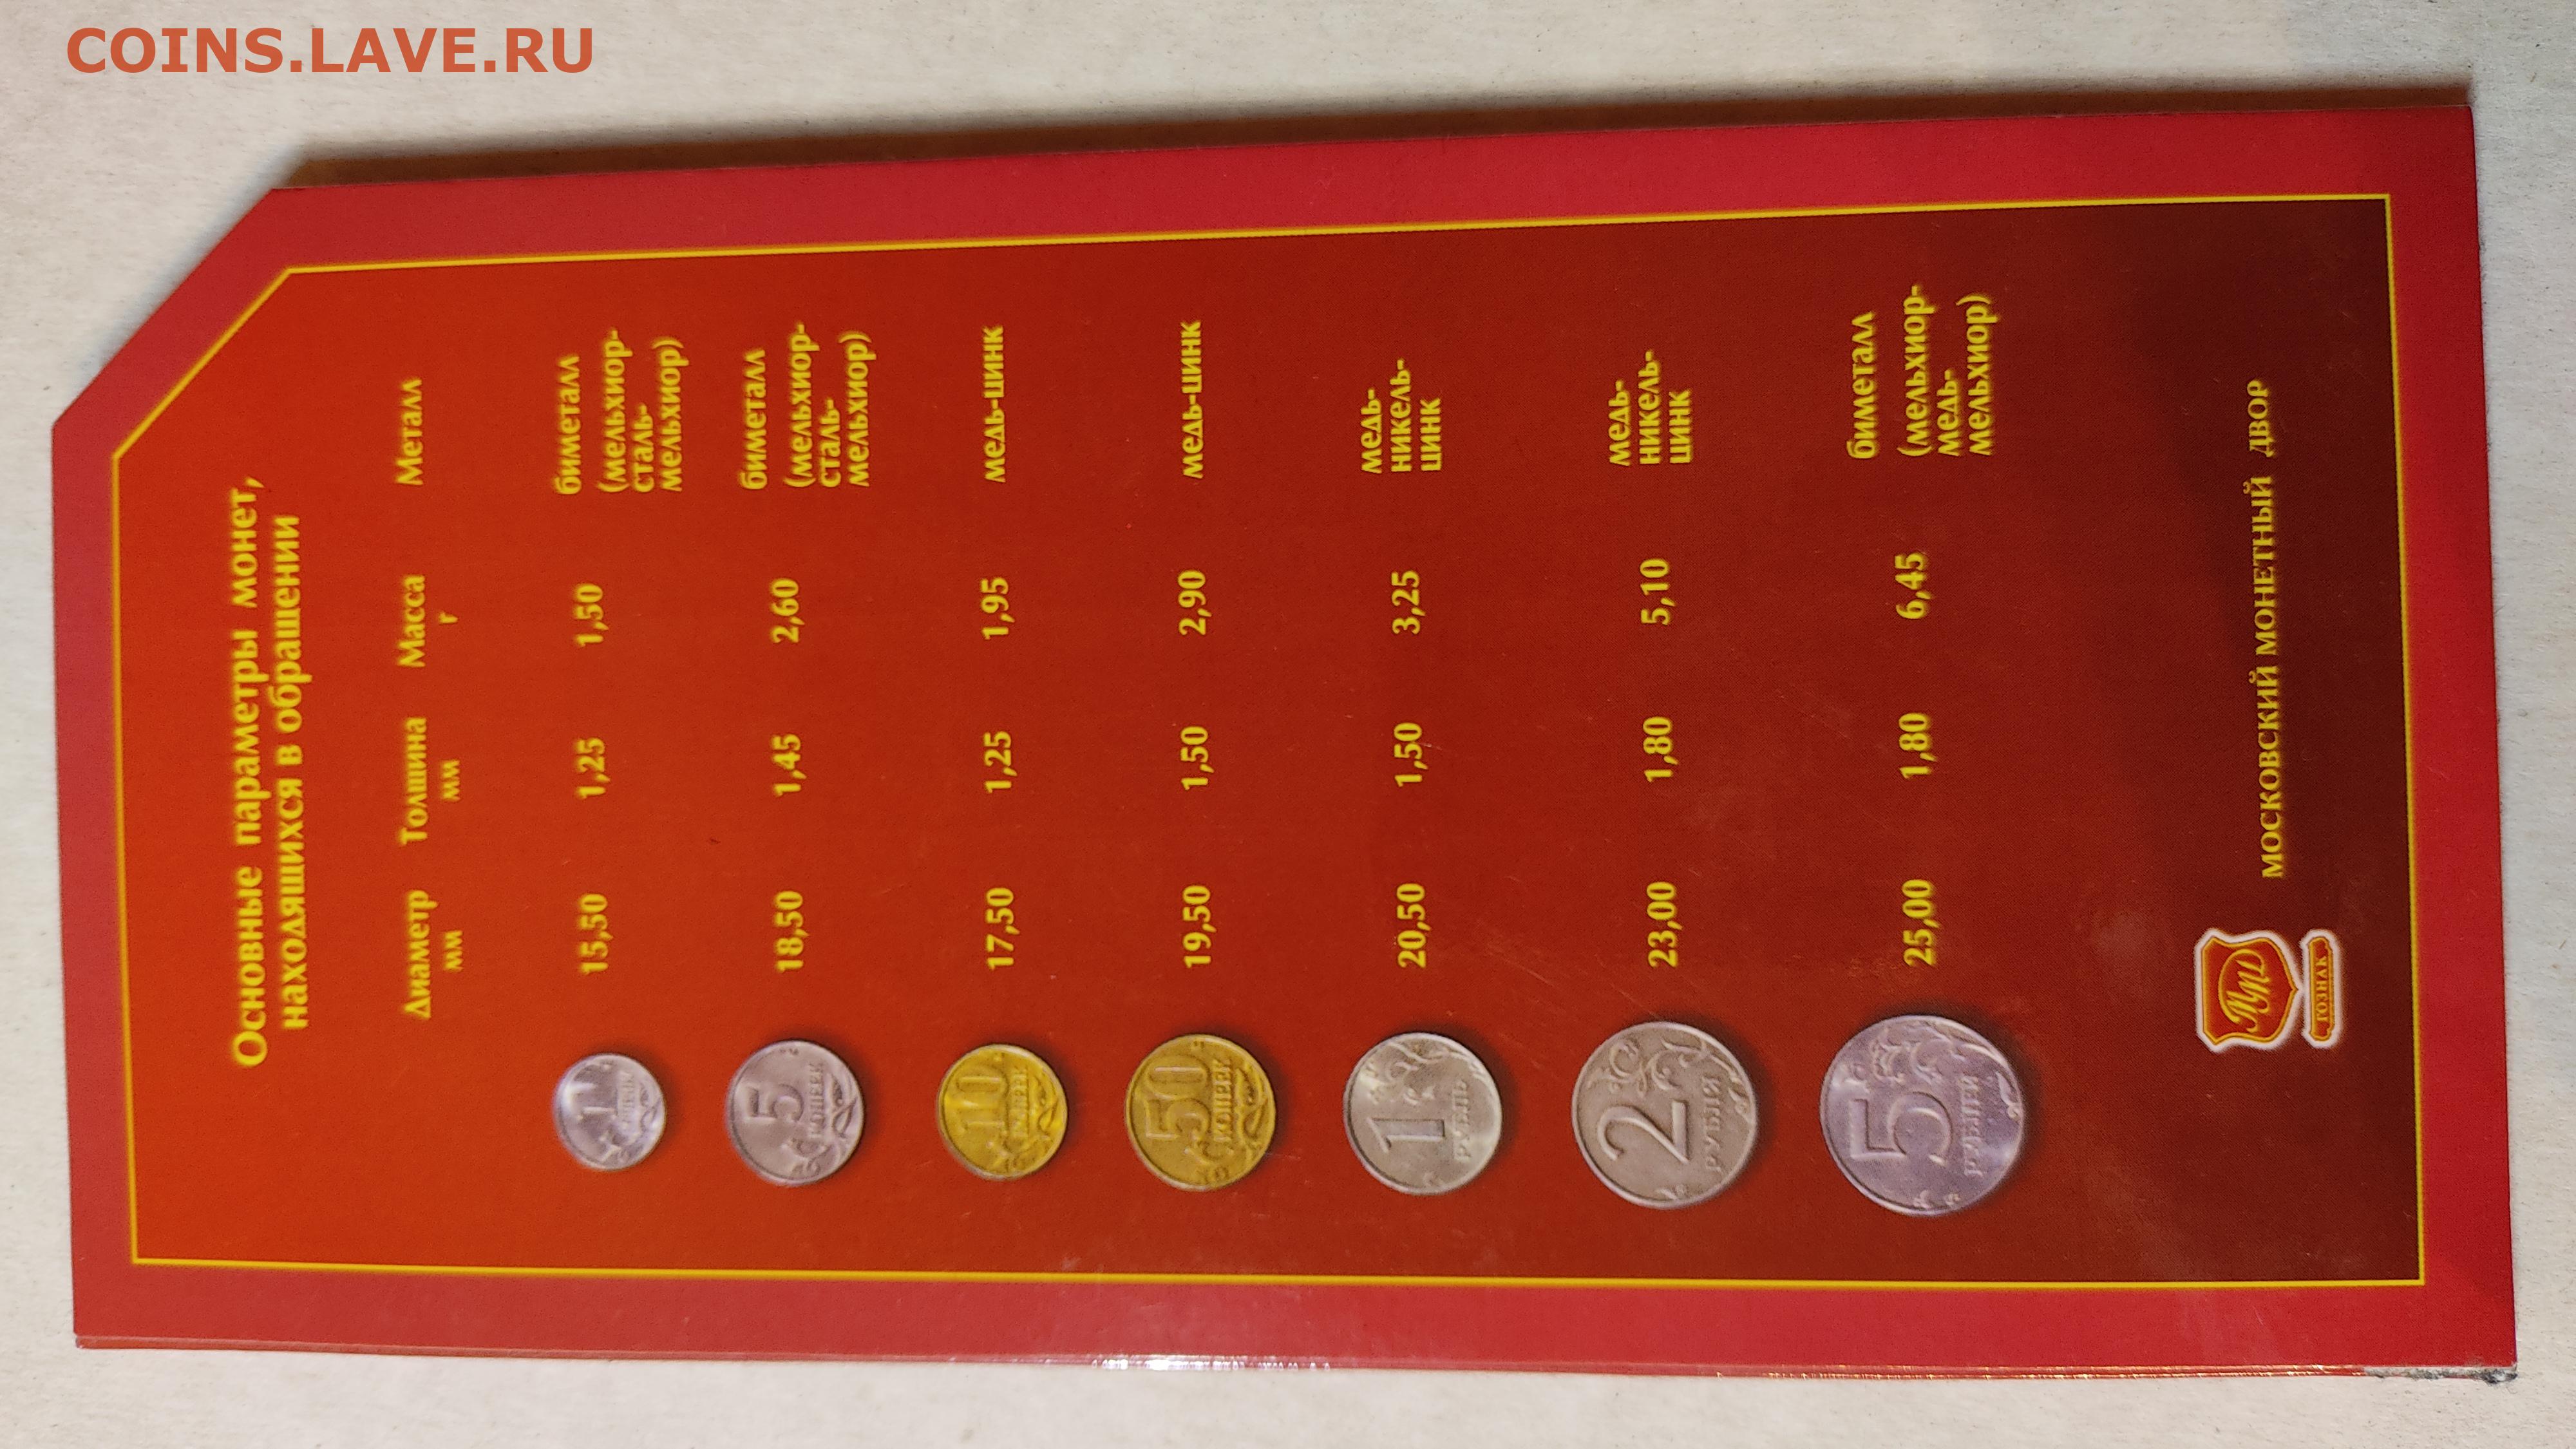 COINS.LAVE.RU
Основные параметры монет,
находящихся в обращении
Диаметр Толщина Масса Металл
мм мм г
1 КОПЕЙКА 15,50 1,25 1,50 биметалл
(мельхиор-
сталь-
мельхиор)
5 КОПЕЕК 18,50 1,45 2,60 биметалл
(мельхиор-
сталь-
мельхиор)
10 КОПЕЕК 17,50 1,25 1,95 медь-цинк
50 КОПЕЕК 19,50 1,50 2,90 медь-цинк
1 РУБЛЬ 20,50 1,50 3,25 медь-
никель-
цинк
2 РУБЛЯ 23,00 1,80 5,10 медь-
никель-
цинк
5 РУБЛЕЙ 25,00 1,80 6,45 биметалл
(мельхиор-
медь-
мельхиор)
ММД
ГОЗНАК
МОСКОВСКИЙ МОНЕТНЫЙ ДВОР